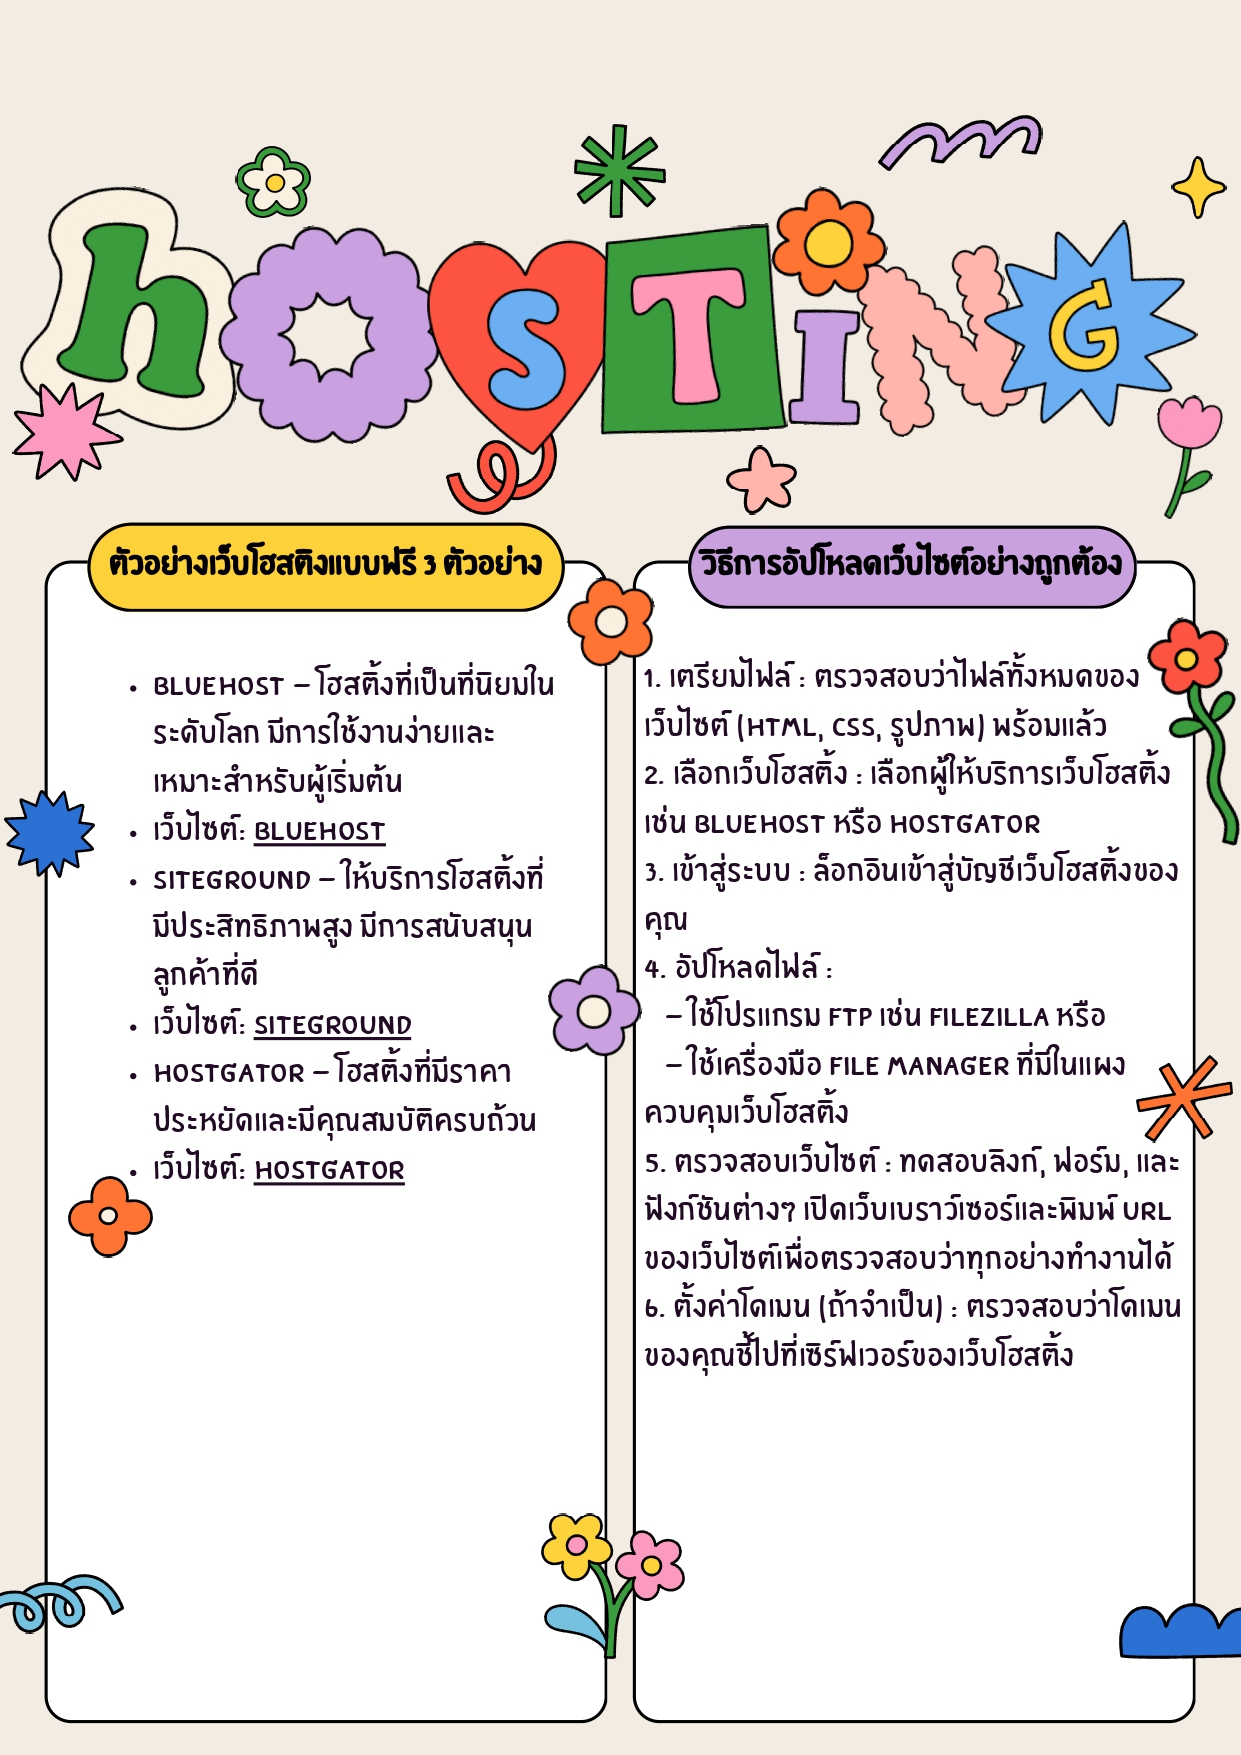 hOSTiNG
ตัวอย่างเว็บโฮสติงแบบฟรี 3 ตัวอย่าง
• BLUEHOST – โฮสติ้งที่เป็นที่นิยมใน
ระดับโลก มีการใช้งานง่ายและ
เหมาะสำหรับผู้เริ่มต้น
• เว็บไซต์: BLUEHOST
• SITEGROUND – ให้บริการโฮสติ้งที่
มีประสิทธิภาพสูง มีการสนับสนุน
ลูกค้าที่ดี
• เว็บไซต์: SITEGROUND
• HOSTGATOR – โฮสติ้งที่มีราคา
ประหยัดและมีคุณสมบัติครบถ้วน
• เว็บไซต์: HOSTGATOR
วิธีการอัปโหลดเว็บไซต์อย่างถูกต้อง
1. เตรียมไฟล์ : ตรวจสอบว่าไฟล์ทั้งหมดของ
เว็บไซต์ (HTML, CSS, รูปภาพ) พร้อมแล้ว
2. เลือกเว็บโฮสติ้ง : เลือกผู้ให้บริการเว็บโฮสติ้ง
เช่น BLUEHOST หรือ HOSTGATOR
3. เข้าสู่ระบบ : ล็อกอินเข้าสู่บัญชีเว็บโฮสติ้งของ
คุณ
4. อัปโหลดไฟล์ :
– ใช้โปรแกรม FTP เช่น FILEZILLA หรือ
– ใช้เครื่องมือ FILE MANAGER ที่มีในแผง
ควบคุมเว็บโฮสติ้ง
5. ตรวจสอบเว็บไซต์ : ทดสอบลิงก์, ฟอร์ม, และ
ฟังก์ชันต่างๆ เปิดเว็บเบราว์เซอร์และพิมพ์ URL
ของเว็บไซต์เพื่อตรวจสอบว่าทุกอย่างทำงานได้
6. ตั้งค่าโดเมน (ถ้าจำเป็น) : ตรวจสอบว่าโดเมน
ของคุณชี้ไปที่เซิร์ฟเวอร์ของเว็บโฮสติ้ง